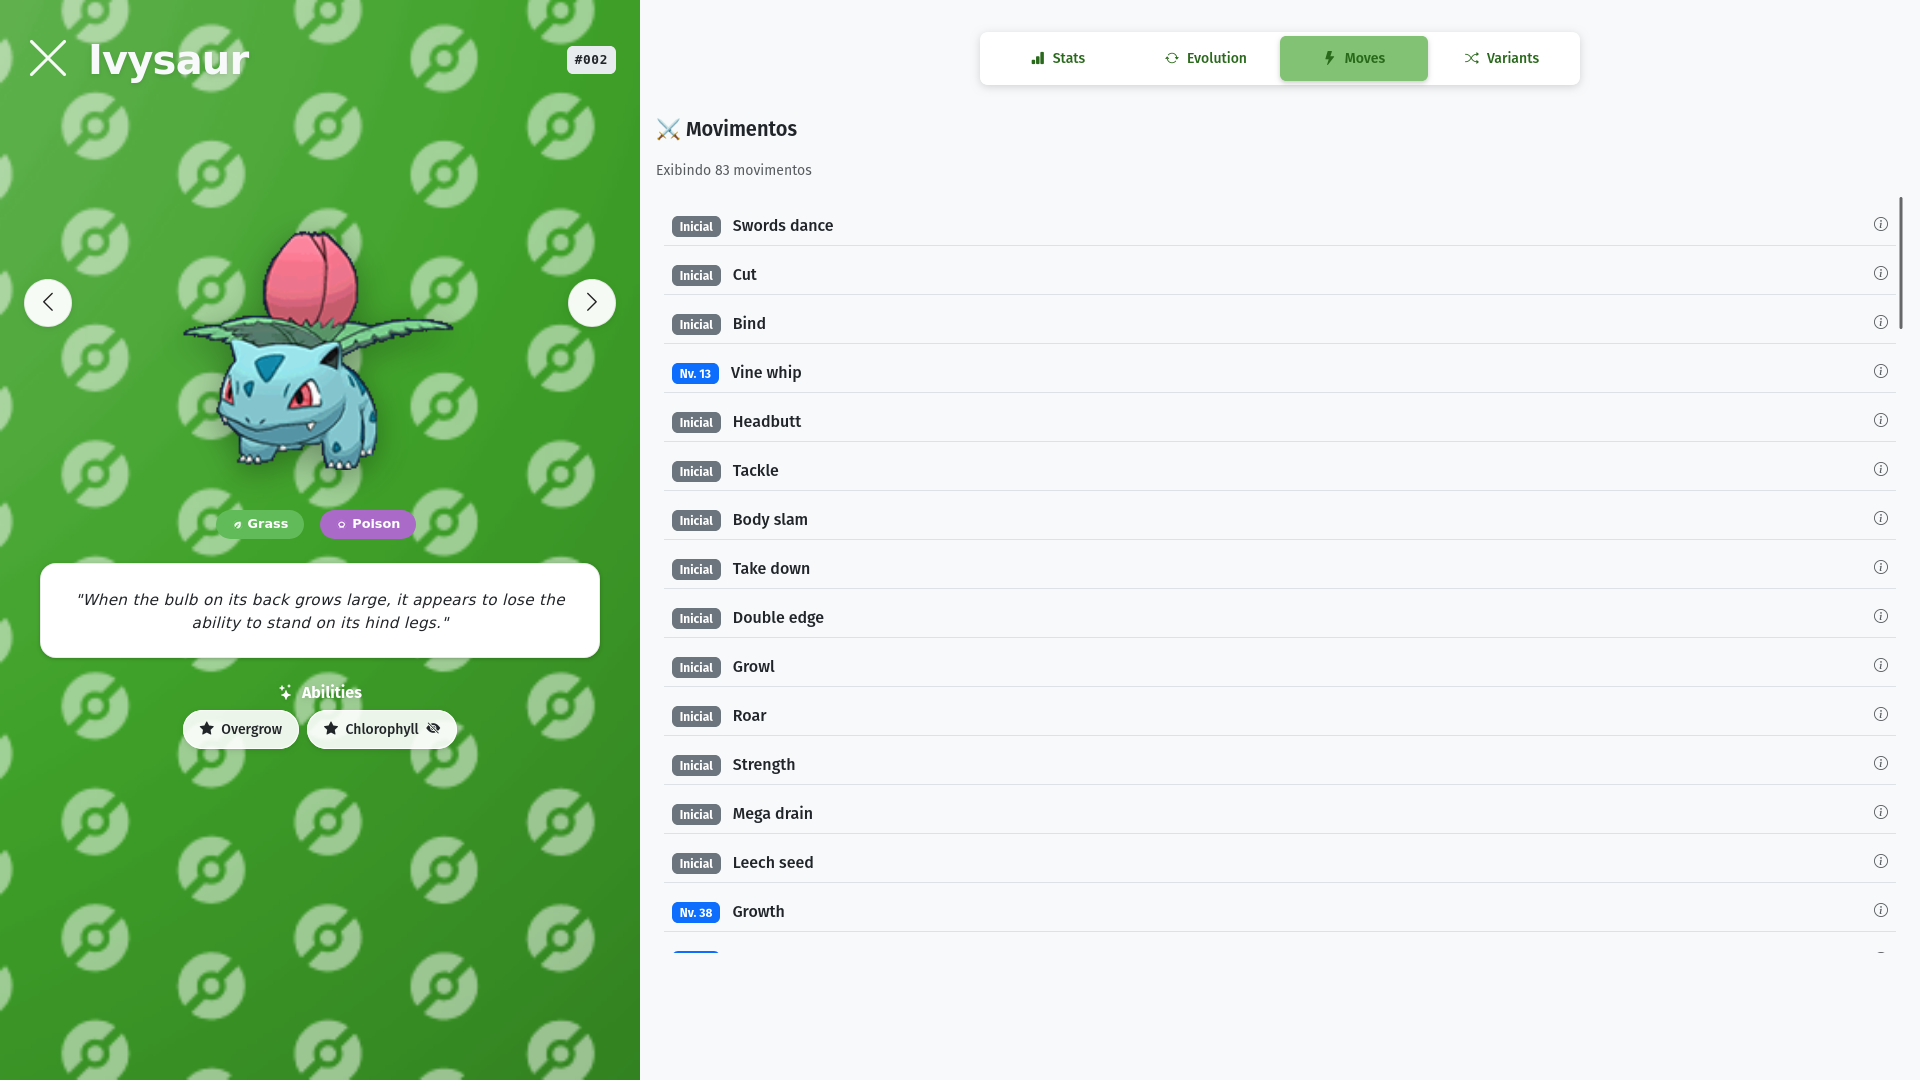 Ivysaur
#002
Grass
Poison
"When the bulb on its back grows large, it appears to lose the
ability to stand on its hind legs."
Abilities
Overgrow
Chlorophyll
Stats
Evolution
Moves
Variants
Movimentos
Exibindo 83 movimentos
Inicial Swords dance
Inicial Cut
Inicial Bind
Nv. 13 Vine whip
Inicial Headbutt
Inicial Tackle
Inicial Body slam
Inicial Take down
Inicial Double edge
Inicial Growl
Inicial Roar
Inicial Strength
Inicial Mega drain
Inicial Leech seed
Nv. 38 Growth